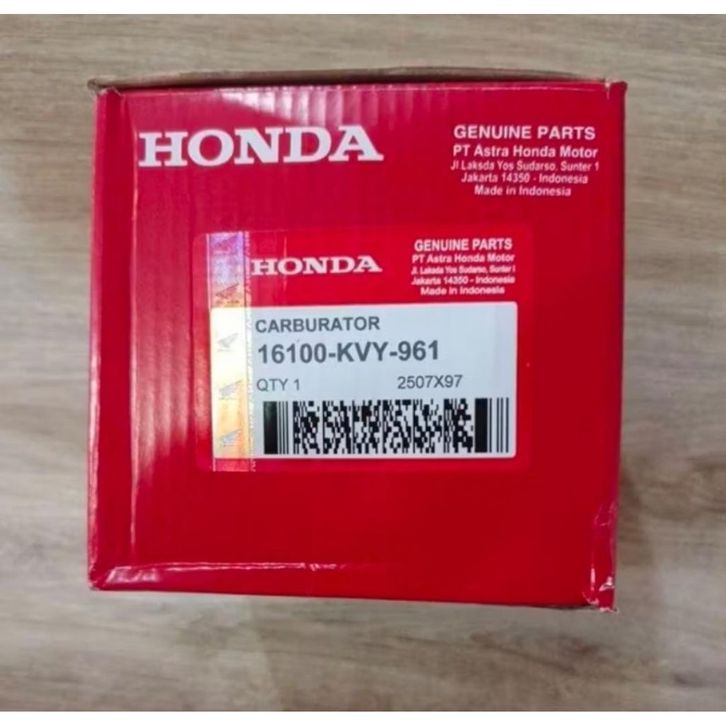 HONDA
GENUINE PARTS
PT Astra Honda Motor
Jl.Laksda Yos Sudarso, Sunter 1
Jakarta 14350 - Indonesia
Made in Indonesia
HONDA
GENUINE PARTS
PT Astra Honda Motor
Jl. Laksda Yos Sudarso, Sunter I
Jakarta 14350 - Indonesia
Made in Indonesia
CARBURATOR
16100-KVY-961
QTY 1 2507X97